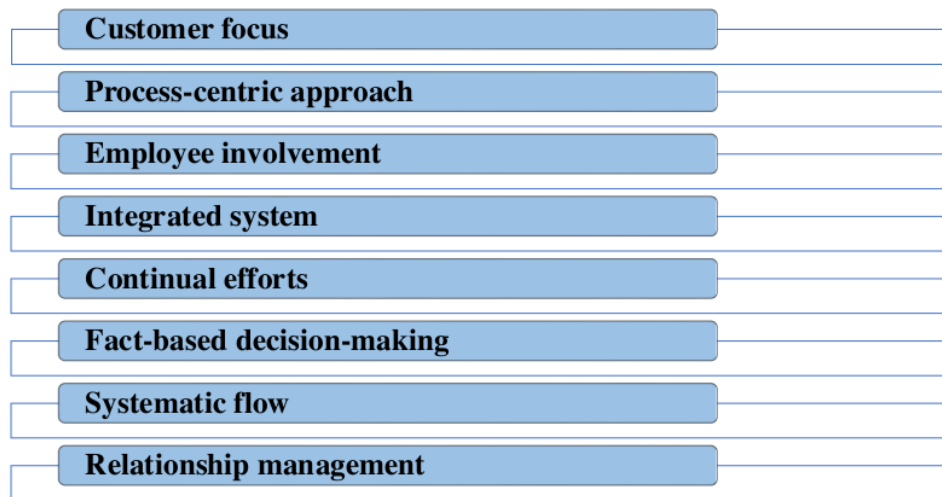 Customer focus
Process-centric approach
Employee involvement
Integrated system
Continual efforts
Fact-based decision-making
Systematic flow
Relationship management